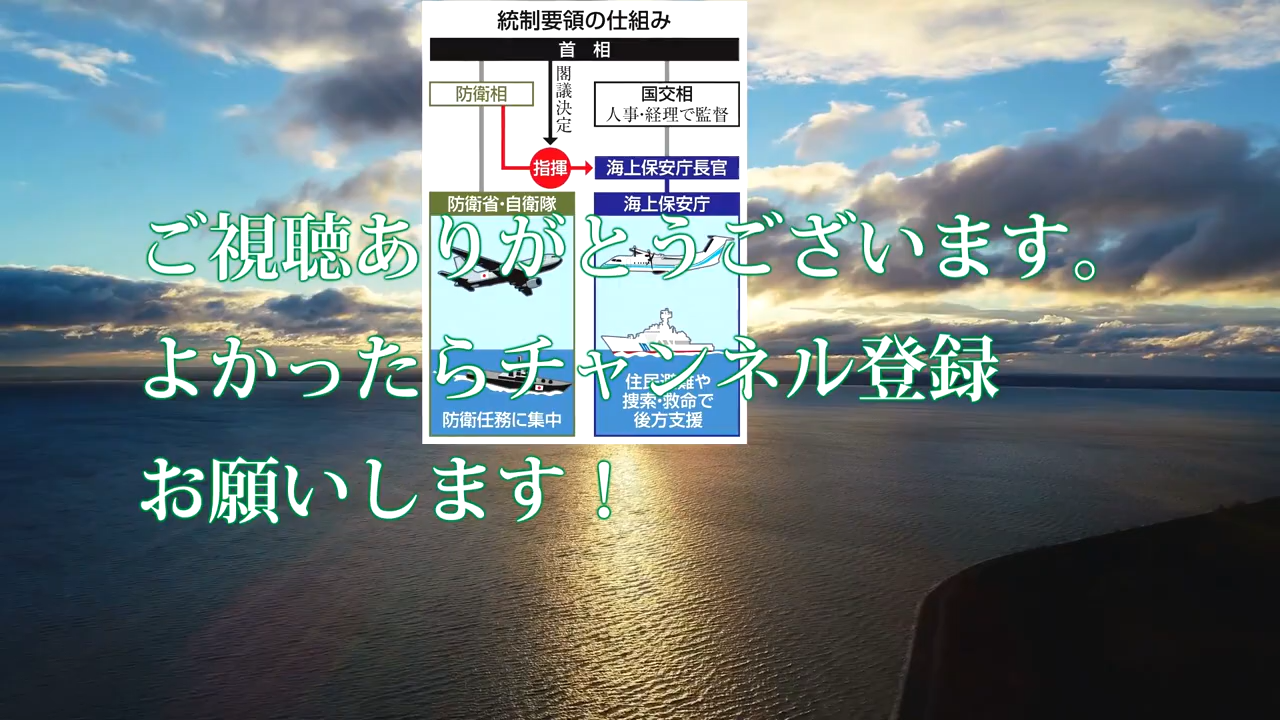 統制要領の仕組み
首相
閣議決定
防衛相
国交相
人事・経理で監督
指揮
海上保安庁長官
防衛省・自衛隊
海上保安庁
ご視聴ありがとうございます。
よかったらチャンネル登録
住民避難や
捜索・救命で
後方支援
防衛任務に集中
お願いします！